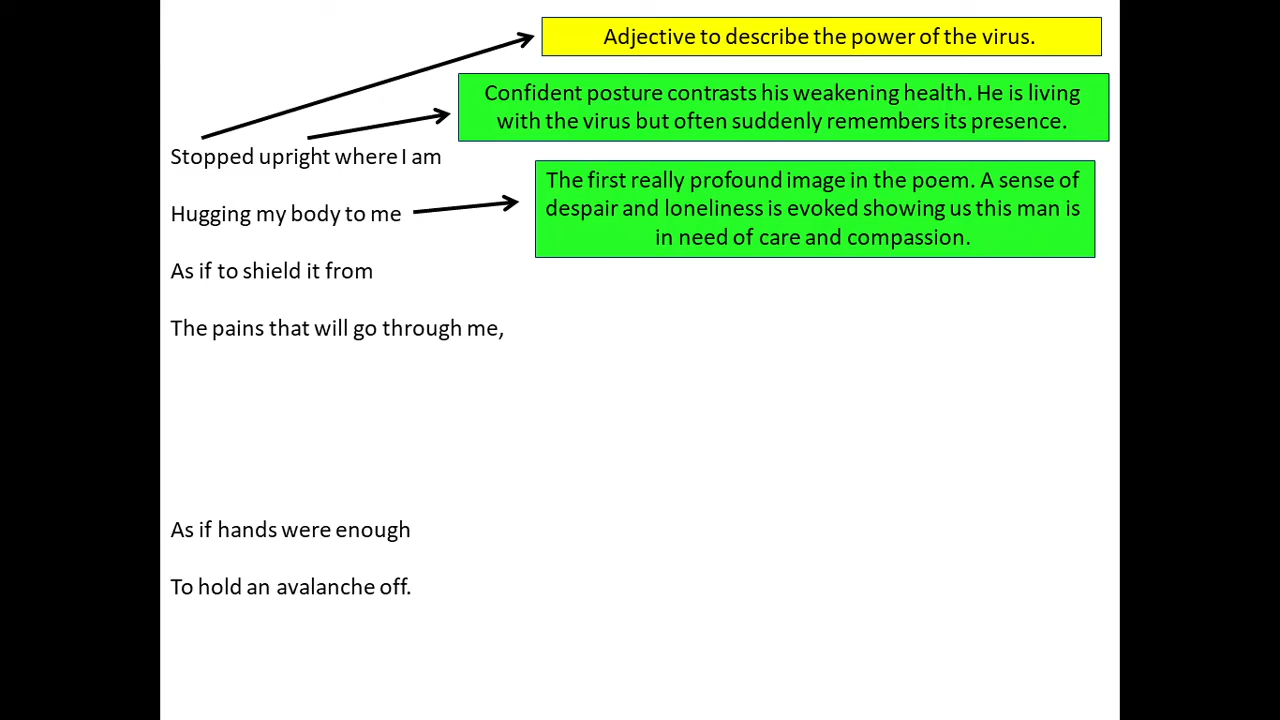 Adjective to describe the power of the virus.
Confident posture contrasts his weakening health. He is living
with the virus but often suddenly remembers its presence.
Stopped upright where I am
The first really profound image in the poem. A sense of
despair and loneliness is evoked showing us this man is
in need of care and compassion.
Hugging my body to me
As if to shield it from
The pains that will go through me,
As if hands were enough
To hold an avalanche off.